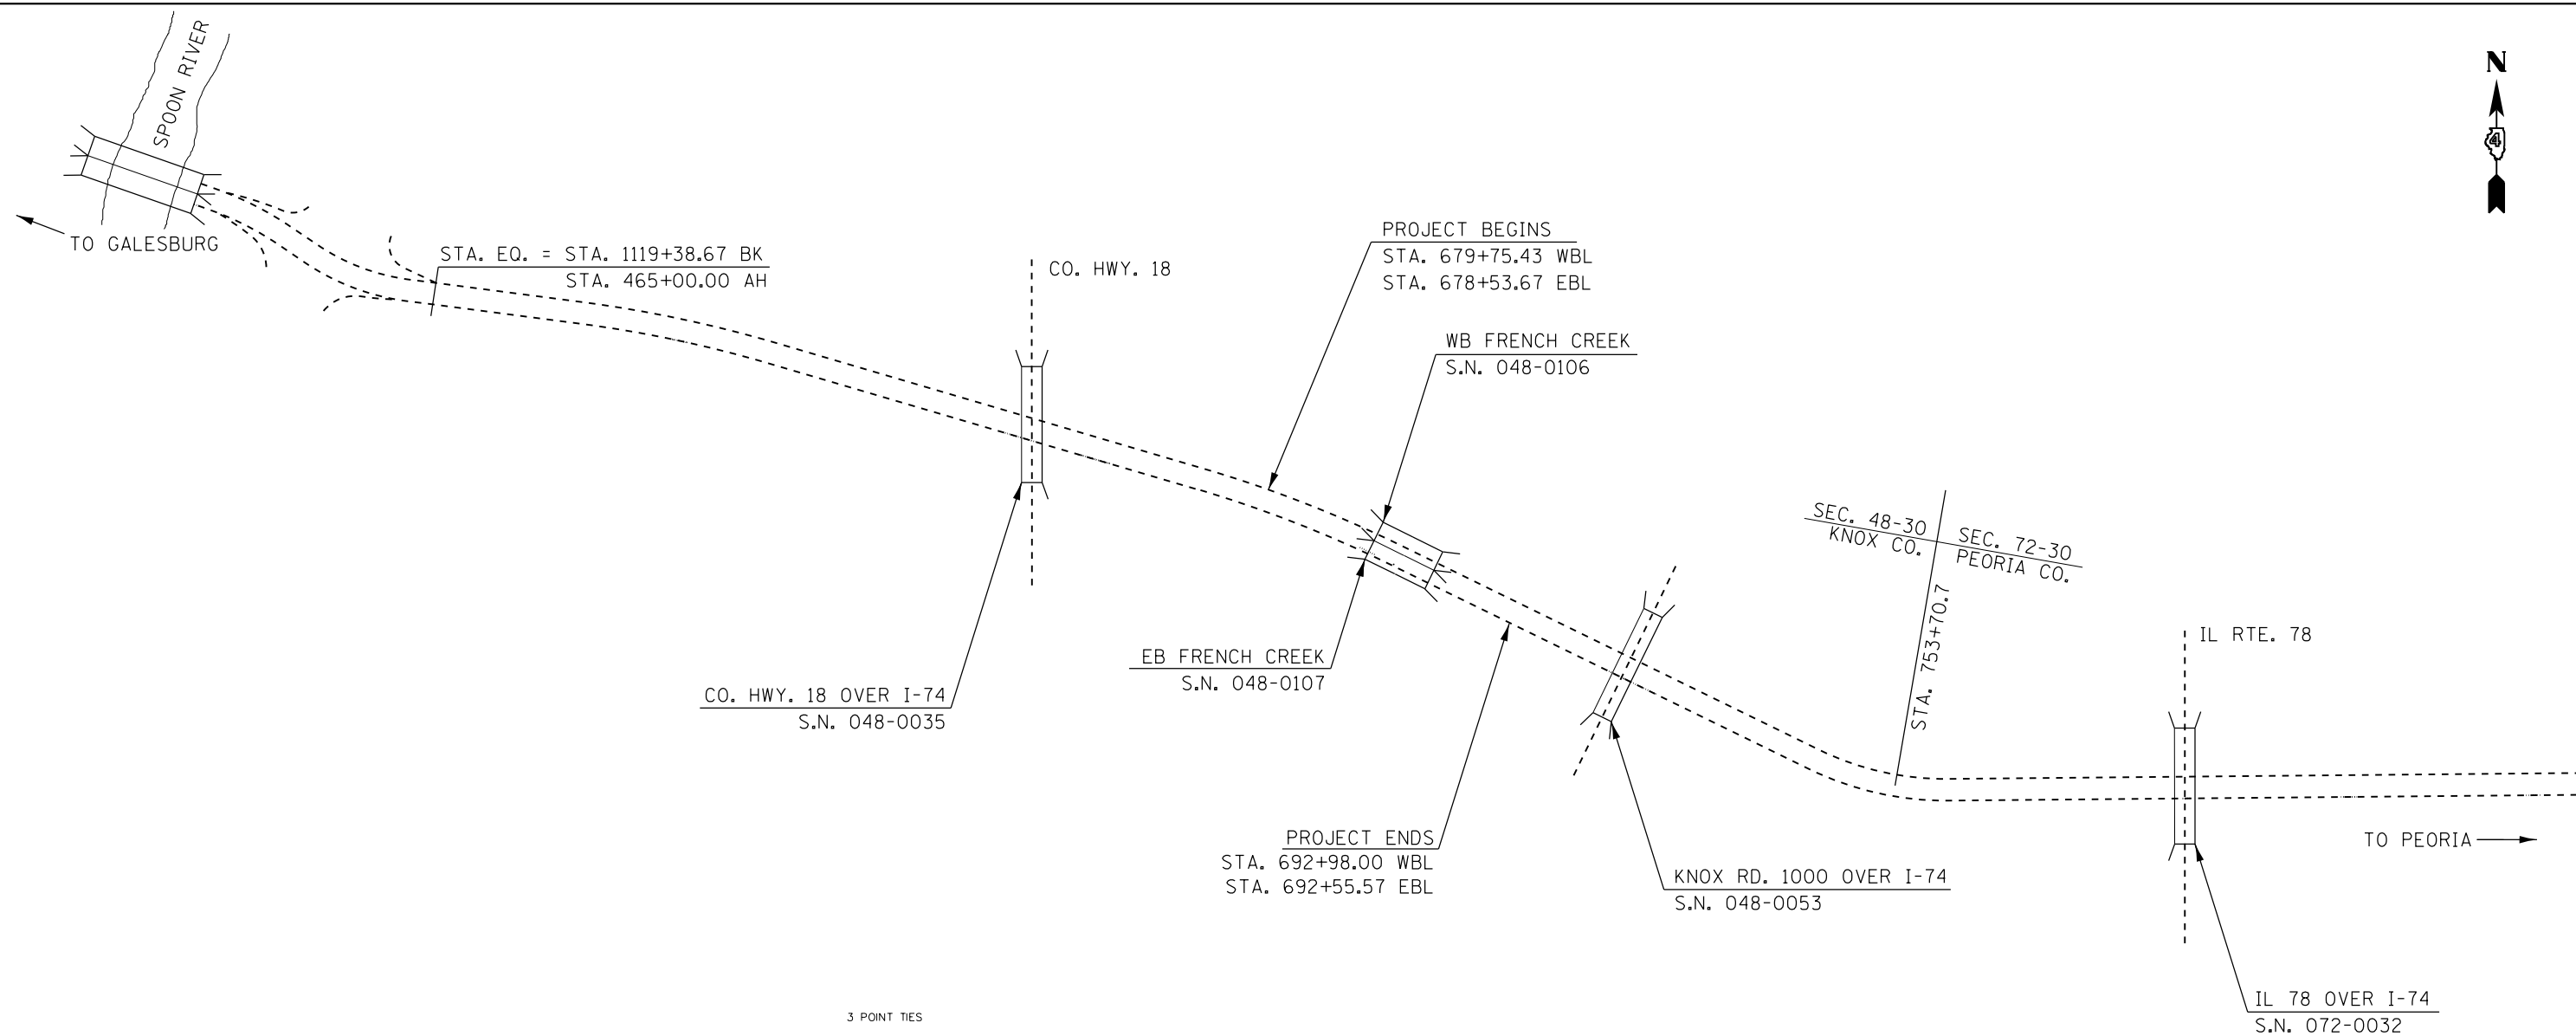 SPOON RIVER
N
4
TO GALESBURG
STA. EQ. = STA. 1119+38.67 BK
STA. 465+00.00 AH
CO. HWY. 18
PROJECT BEGINS
STA. 679+75.43 WBL
STA. 678+53.67 EBL
WB FRENCH CREEK
S.N. 048-0106
SEC. 48-30
KNOX CO.
SEC. 72-30
PEORIA CO.
STA. 753+70.7
IL RTE. 78
EB FRENCH CREEK
S.N. 048-0107
CO. HWY. 18 OVER I-74
S.N. 048-0035
PROJECT ENDS
STA. 692+98.00 WBL
STA. 692+55.57 EBL
TO PEORIA
KNOX RD. 1000 OVER I-74
S.N. 048-0053
IL 78 OVER I-74
S.N. 072-0032
3 POINT TIES